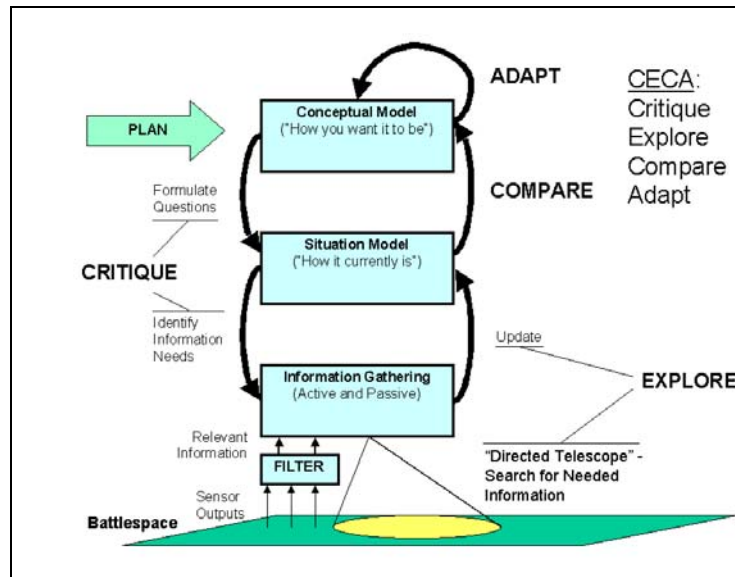 ADAPT
CECA:
Critique
Explore
Compare
Adapt
Conceptual Model
("How you want it to be")
PLAN
COMPARE
Formulate
Questions
Situation Model
("How it currently is")
CRITIQUE
Identify
Information
Needs
Update
Information Gathering
(Active and Passive)
EXPLORE
Relevant
Information
FILTER
"Directed Telescope" -
Search for Needed
Information
Sensor
Outputs
Battlespace